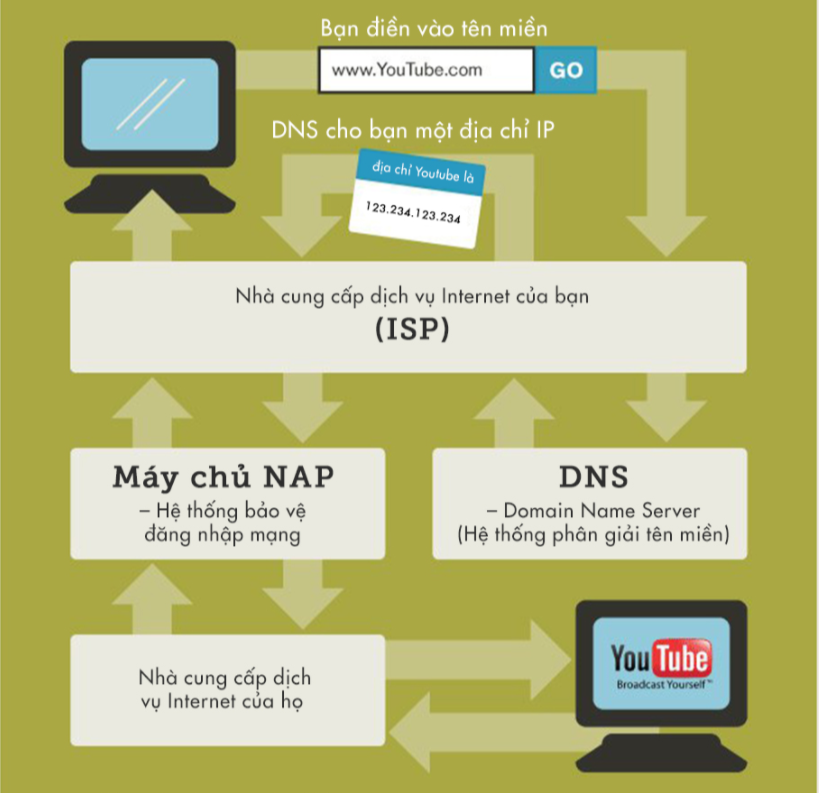 Bạn điền vào tên miền
www.YouTube.com
GO
DNS cho bạn một địa chỉ IP
địa chỉ Youtube là
123.234.123.234
Nhà cung cấp dịch vụ Internet của bạn
(ISP)
Máy chủ NAP
– Hệ thống bảo vệ
đăng nhập mạng
DNS
– Domain Name Server
(Hệ thống phân giải tên miền)
Nhà cung cấp dịch
vụ Internet của họ
YouTube
Broadcast Yourself™